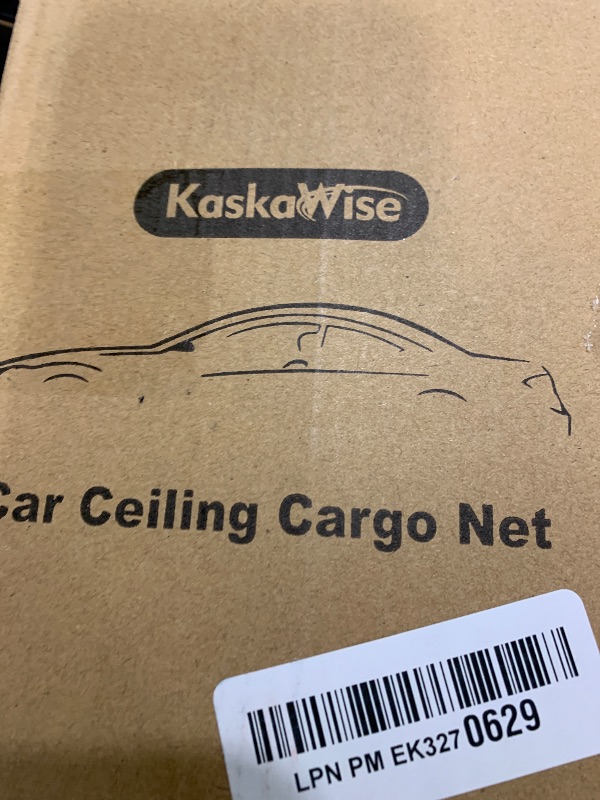 KaskaWise
Car Ceiling Cargo Net
LPN PM EK327 0629